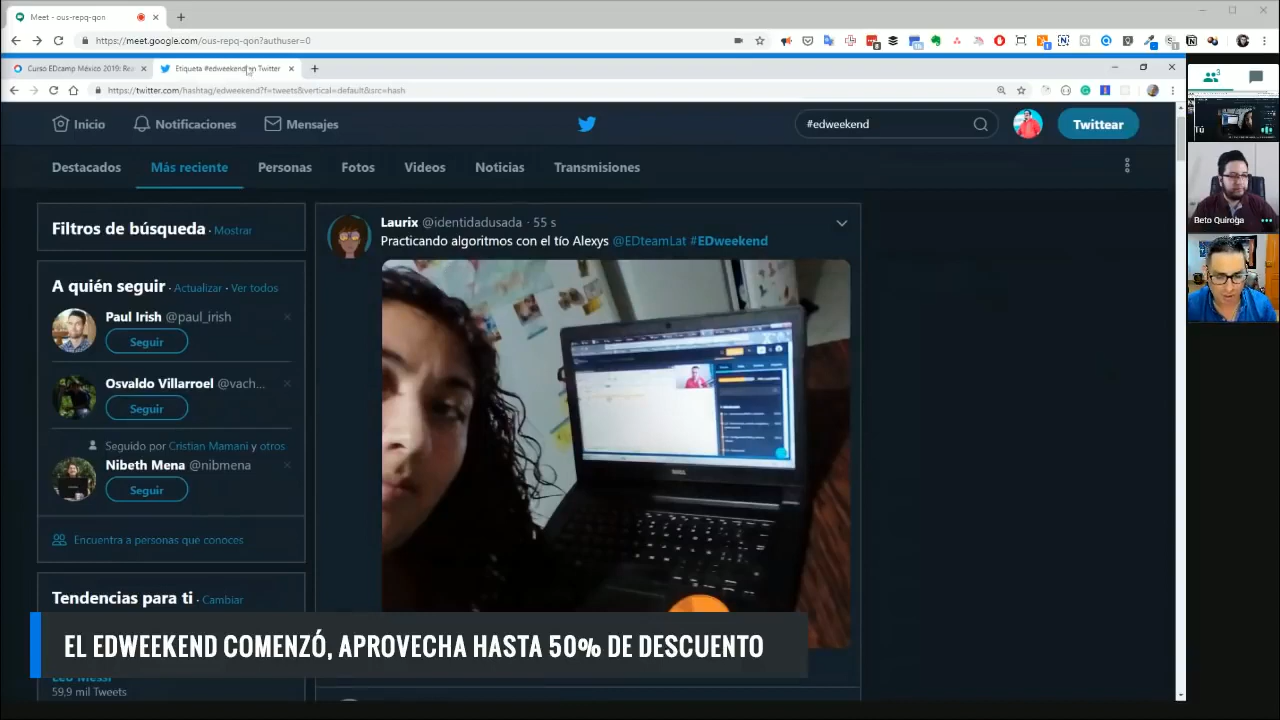 Meet - ous-repq-qon
https://meet.google.com/ous-repq-qon?authuser=0
Curso EDcamp México 2019: Rea
Etiqueta #edweekend en Twitter
https://twitter.com/hashtag/edweekend?f=tweets&vertical=default&src=hash
Inicio
Notificaciones
Mensajes
#edweekend
Twittear
Destacados
Más reciente
Personas
Fotos
Videos
Noticias
Transmisiones
Filtros de búsqueda · Mostrar
A quién seguir · Actualizar · Ver todos
Paul Irish @paul_irish
Seguir
Osvaldo Villarroel @vach...
Seguir
Seguido por Cristian Mamani y otros
Nibeth Mena @nibmena
Seguir
Encuentra a personas que conoces
Tendencias para ti · Cambiar
Leo Messi
59,9 mil Tweets
Laurix @identidadusada · 55 s
Practicando algoritmos con el tío Alexys @EDteamLat #EDweekend
DELL
EL EDWEEKEND COMENZÓ, APROVECHA HASTA 50% DE DESCUENTO
3
Tú
Beto Quiroga